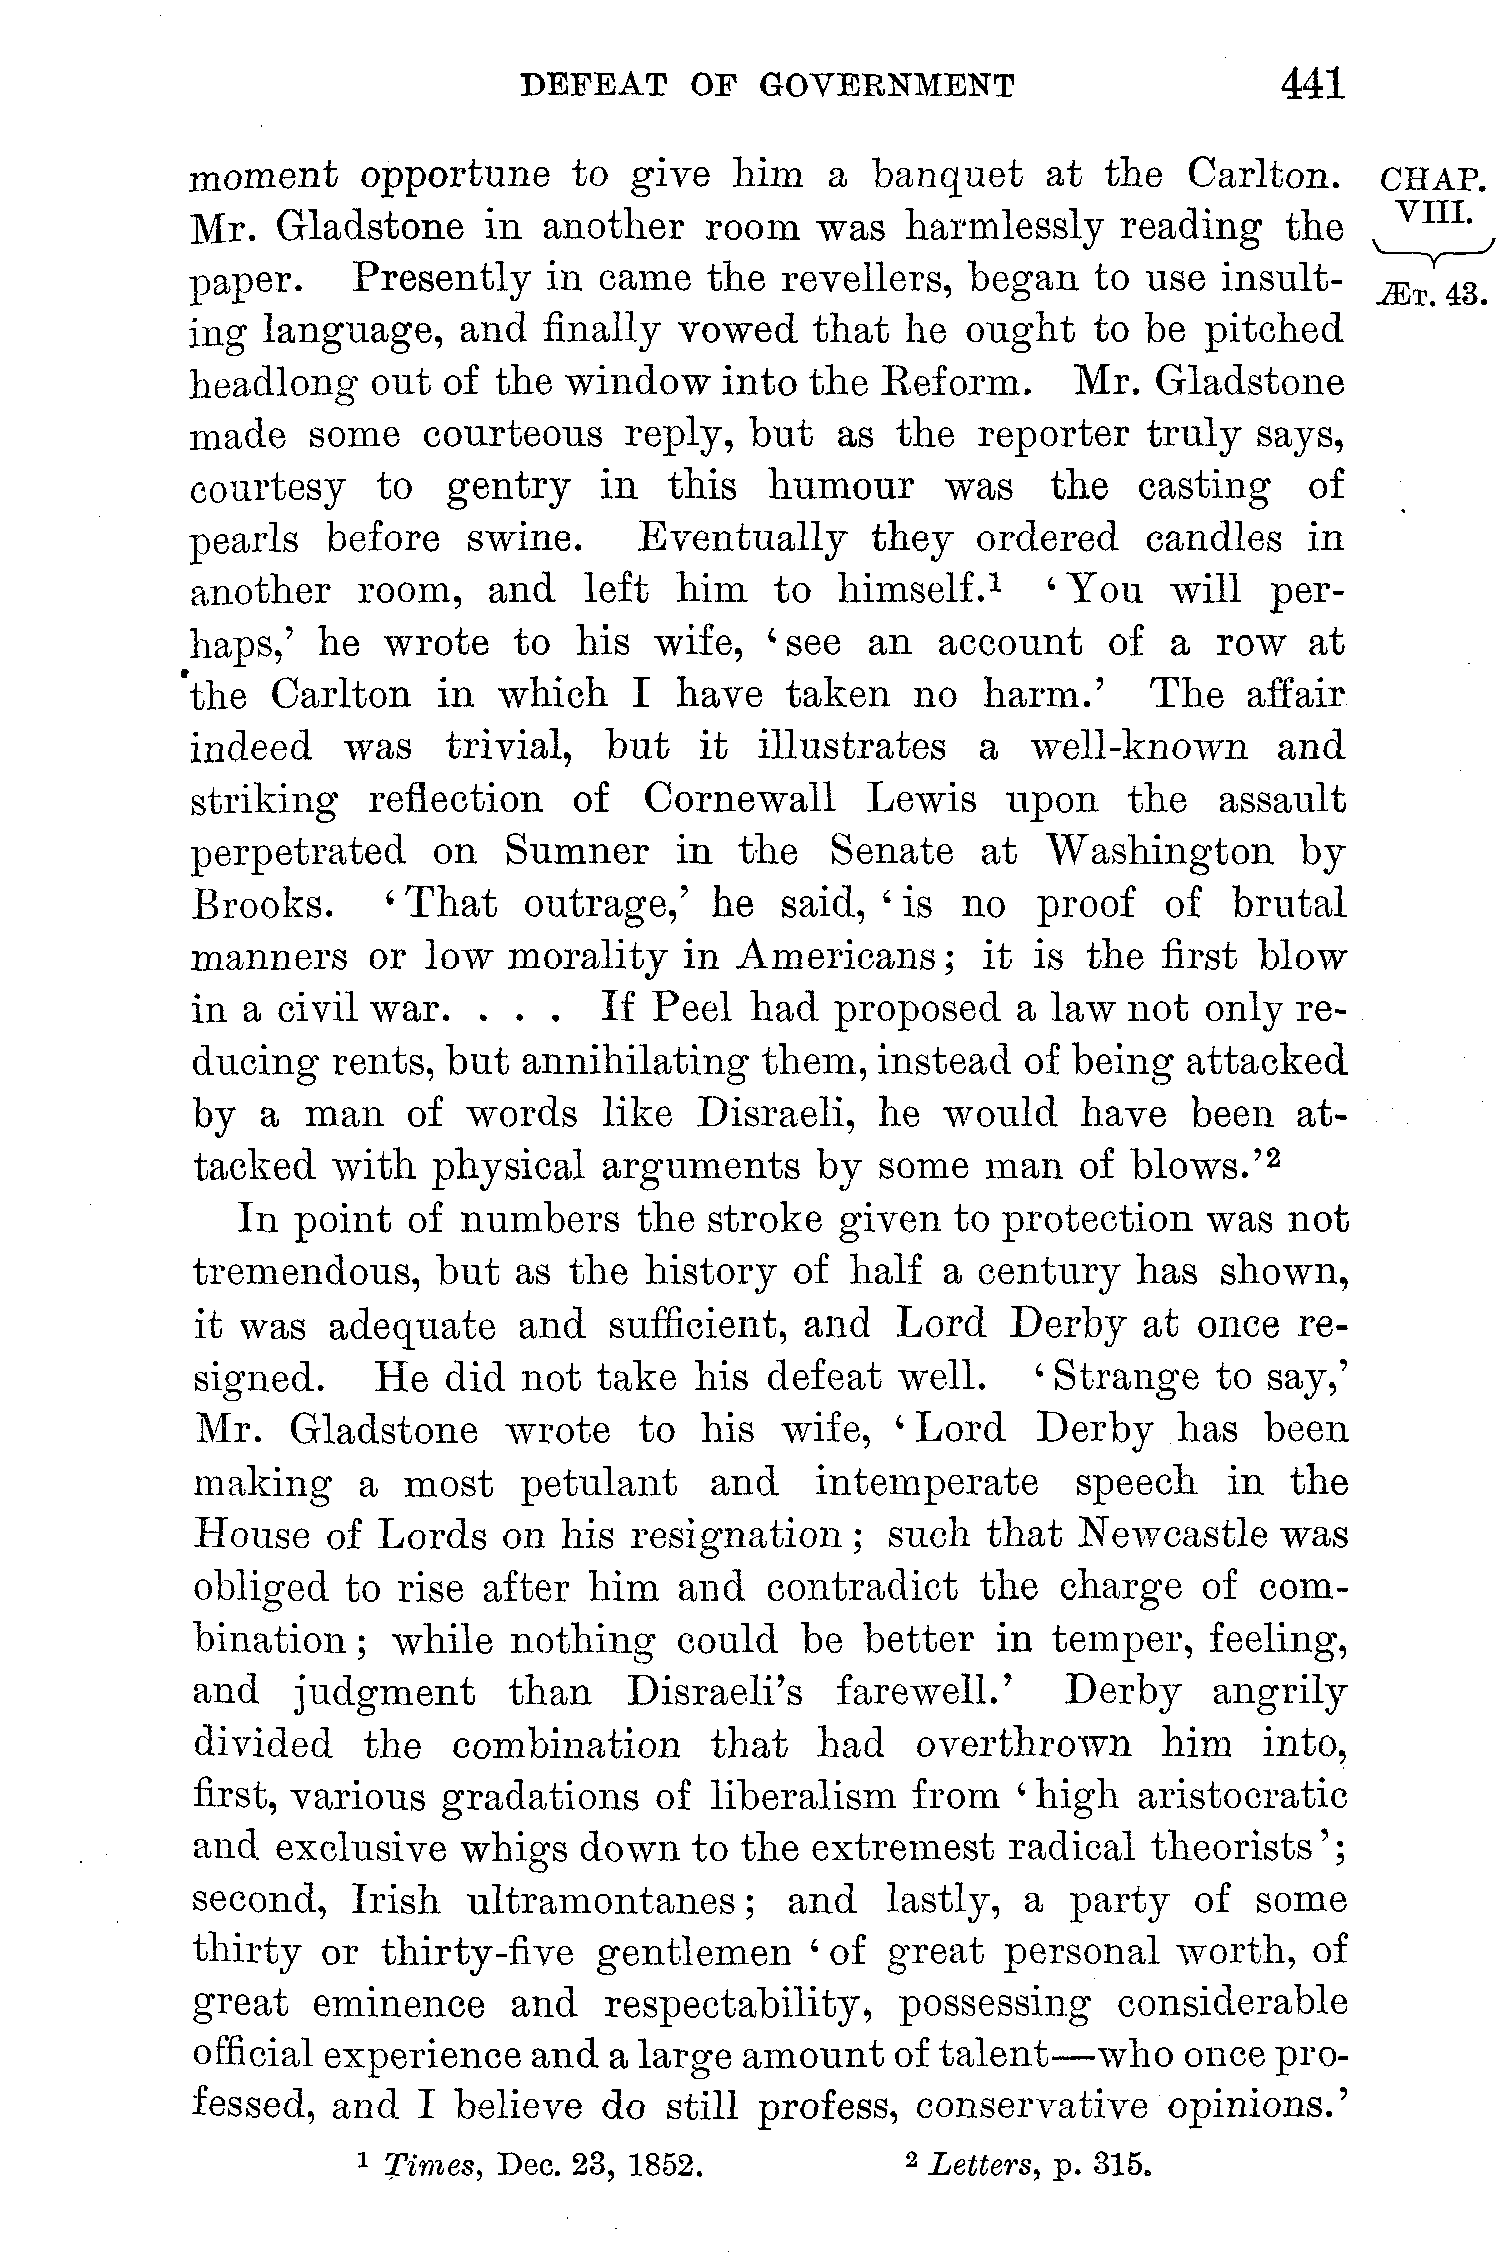 DEFEAT OF GOVERNMENT 441
moment opportune to give him a banquet at the Carlton.
Mr. Gladstone in another room was harmlessly reading the
paper. Presently in came the revellers, began to use insult-
ing language, and finally vowed that he ought to be pitched
headlong out of the window into the Reform. Mr. Gladstone
made some courteous reply, but as the reporter truly says,
courtesy to gentry in this humour was the casting of
pearls before swine. Eventually they ordered candles in
another room, and left him to himself.¹ ‘You will per-
haps,’ he wrote to his wife, ‘see an account of a row at
the Carlton in which I have taken no harm.’ The affair
indeed was trivial, but it illustrates a well-known and
striking reflection of Cornewall Lewis upon the assault
perpetrated on Sumner in the Senate at Washington by
Brooks. ‘That outrage,’ he said, ‘is no proof of brutal
manners or low morality in Americans; it is the first blow
in a civil war. . . . If Peel had proposed a law not only re-
ducing rents, but annihilating them, instead of being attacked
by a man of words like Disraeli, he would have been at-
tacked with physical arguments by some man of blows.’²
In point of numbers the stroke given to protection was not
tremendous, but as the history of half a century has shown,
it was adequate and sufficient, and Lord Derby at once re-
signed. He did not take his defeat well. ‘Strange to say,’
Mr. Gladstone wrote to his wife, ‘Lord Derby has been
making a most petulant and intemperate speech in the
House of Lords on his resignation; such that Newcastle was
obliged to rise after him and contradict the charge of com-
bination; while nothing could be better in temper, feeling,
and judgment than Disraeli’s farewell.’ Derby angrily
divided the combination that had overthrown him into,
first, various gradations of liberalism from ‘high aristocratic
and exclusive whigs down to the extremest radical theorists’;
second, Irish ultramontanes; and lastly, a party of some
thirty or thirty-five gentlemen ‘of great personal worth, of
great eminence and respectability, possessing considerable
official experience and a large amount of talent—who once pro-
fessed, and I believe do still profess, conservative opinions.’
CHAP.
VIII.
ÆT. 43.
¹ Times, Dec. 23, 1852. ² Letters, p. 315.